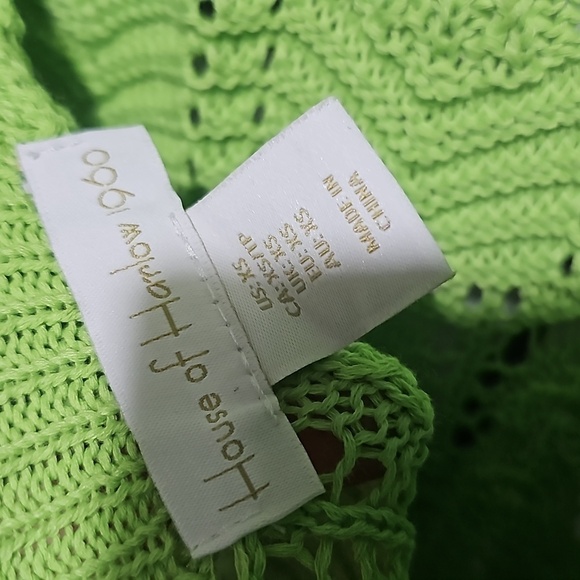 House of Harlow 1960
US: XS
CA: XS/TP
UK: XS
EU: XS
AU: XS
MADE IN
CHINA